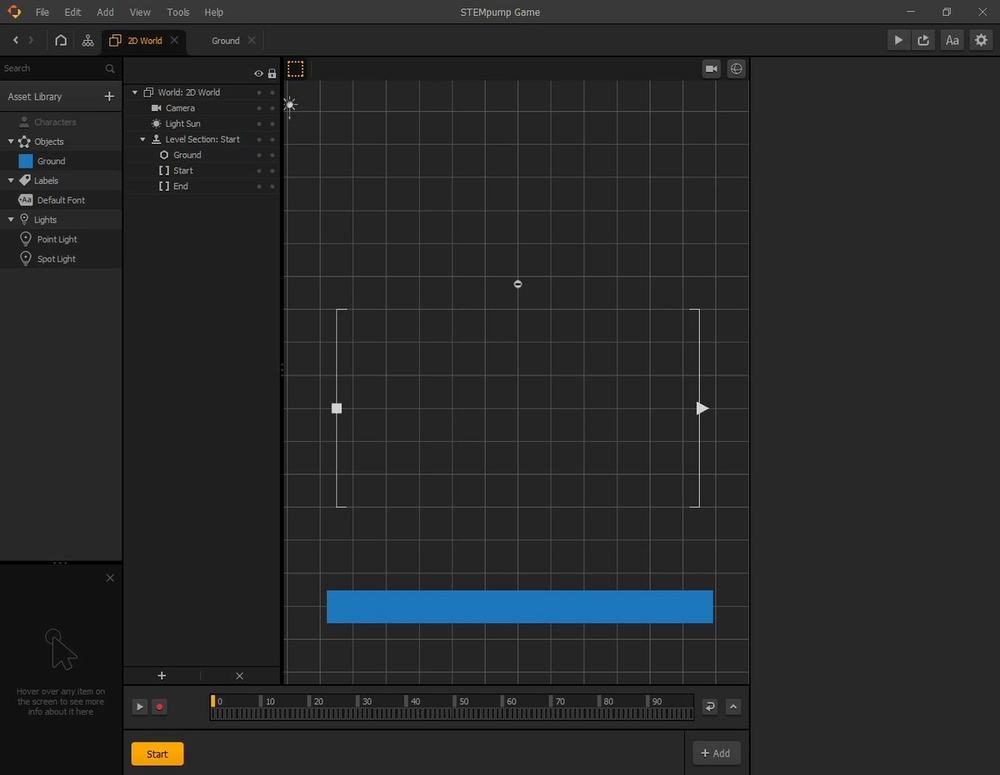 File Edit Add View Tools Help STEMpump Game
2D World Ground Aa
Search
Asset Library
Characters
Objects
Ground
Labels
Aa Default Font
Lights
Point Light
Spot Light
World: 2D World
Camera
Light Sun
Level Section: Start
Ground
Start
End
Hover over any item on
the screen to see more
info about it here
0 10 20 30 40 50 60 70 80 90
Start
+ Add